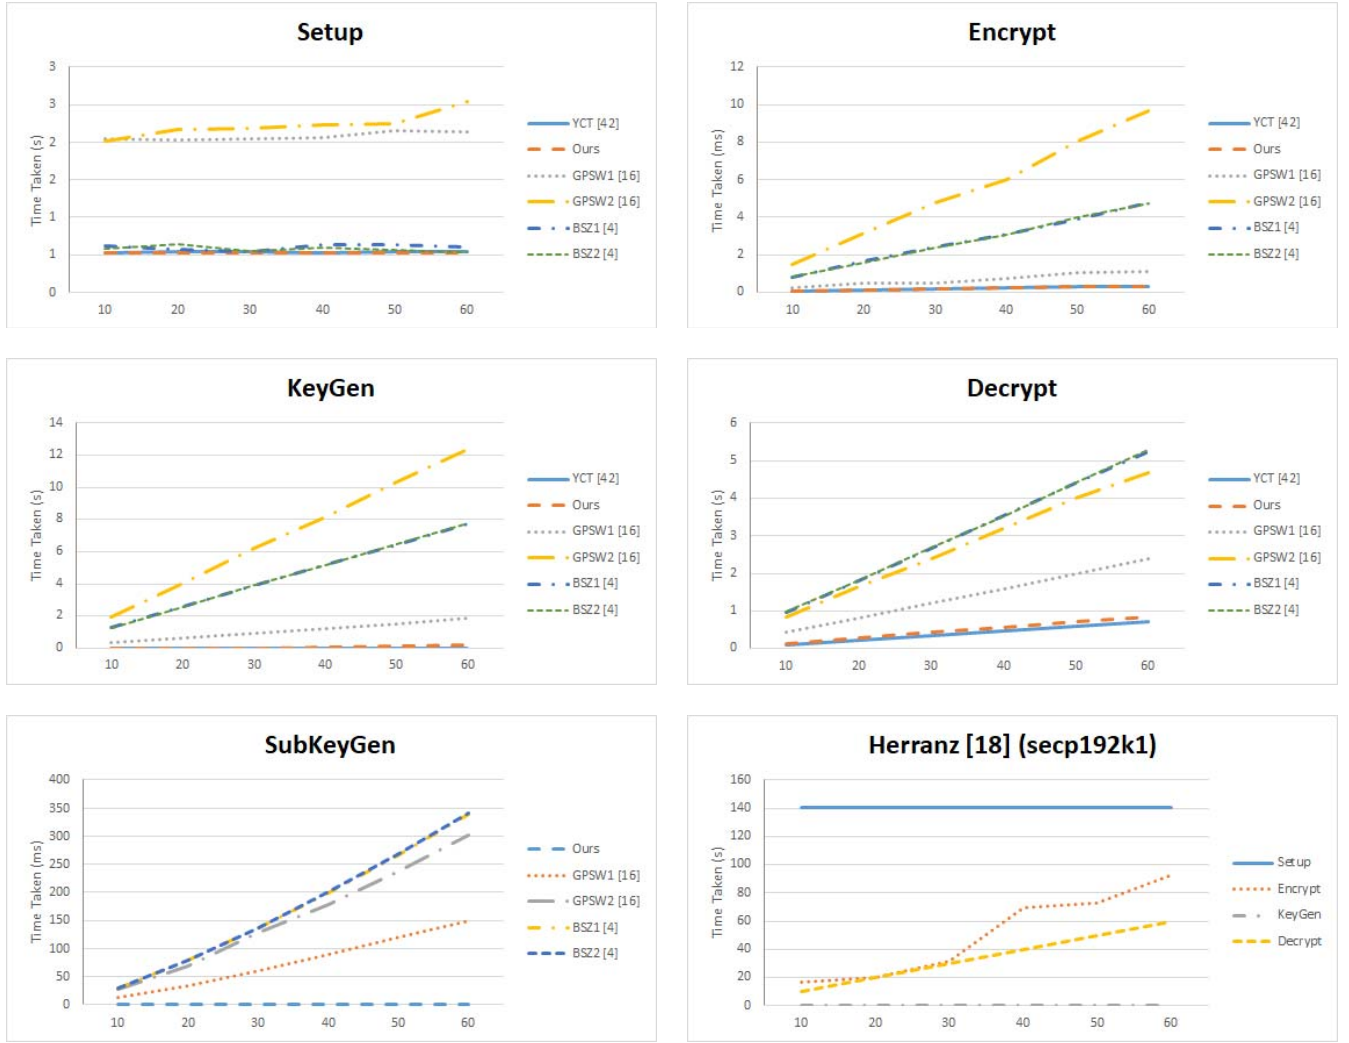 Setup
Time Taken (s)
3
3
2
2
1
1
0
10 20 30 40 50 60
YCT [42]
Ours
GPSW1 [16]
GPSW2 [16]
BSZ1 [4]
BSZ2 [4]
Encrypt
Time Taken (ms)
12
10
8
6
4
2
0
10 20 30 40 50 60
YCT [42]
Ours
GPSW1 [16]
GPSW2 [16]
BSZ1 [4]
BSZ2 [4]
KeyGen
Time Taken (s)
14
12
10
8
6
4
2
0
10 20 30 40 50 60
YCT [42]
Ours
GPSW1 [16]
GPSW2 [16]
BSZ1 [4]
BSZ2 [4]
Decrypt
Time Taken (s)
6
5
4
3
2
1
0
10 20 30 40 50 60
YCT [42]
Ours
GPSW1 [16]
GPSW2 [16]
BSZ1 [4]
BSZ2 [4]
SubKeyGen
Time Taken (ms)
400
350
300
250
200
150
100
50
0
10 20 30 40 50 60
Ours
GPSW1 [16]
GPSW2 [16]
BSZ1 [4]
BSZ2 [4]
Herranz [18] (secp192k1)
Time Taken (s)
160
140
120
100
80
60
40
20
0
10 20 30 40 50 60
Setup
Encrypt
KeyGen
Decrypt